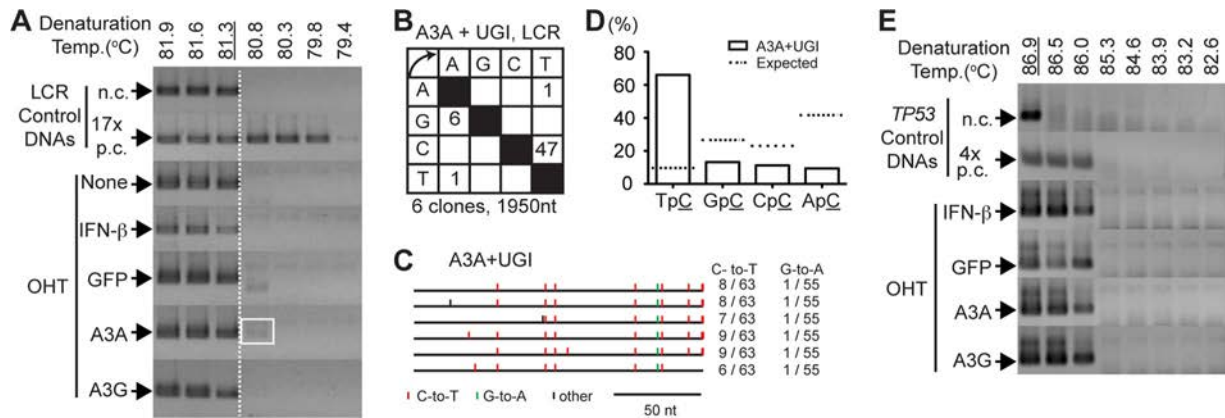 A
Denaturation
Temp.(°C)
81.9 81.6 81.3 80.8 80.3 79.8 79.4
LCR
Control
DNAs
n.c.
17x
p.c.
OHT
None
IFN-β
GFP
A3A
A3G
B
A3A + UGI, LCR
A G C T
A 1
G 6
C 47
T 1
6 clones, 1950nt
C
A3A+UGI
C- to-T G-to-A
8 / 63 1 / 55
8 / 63 1 / 55
7 / 63 1 / 55
9 / 63 1 / 55
9 / 63 1 / 55
6 / 63 1 / 55
C-to-T G-to-A other
50 nt
D
(%)
80
60
40
20
0
A3A+UGI
Expected
TpC GpC CpC ApC
E
Denaturation
Temp.(°C)
86.9 86.5 86.0 85.3 84.6 83.9 83.2 82.6
TP53
Control
DNAs
n.c.
4x
p.c.
OHT
IFN-β
GFP
A3A
A3G